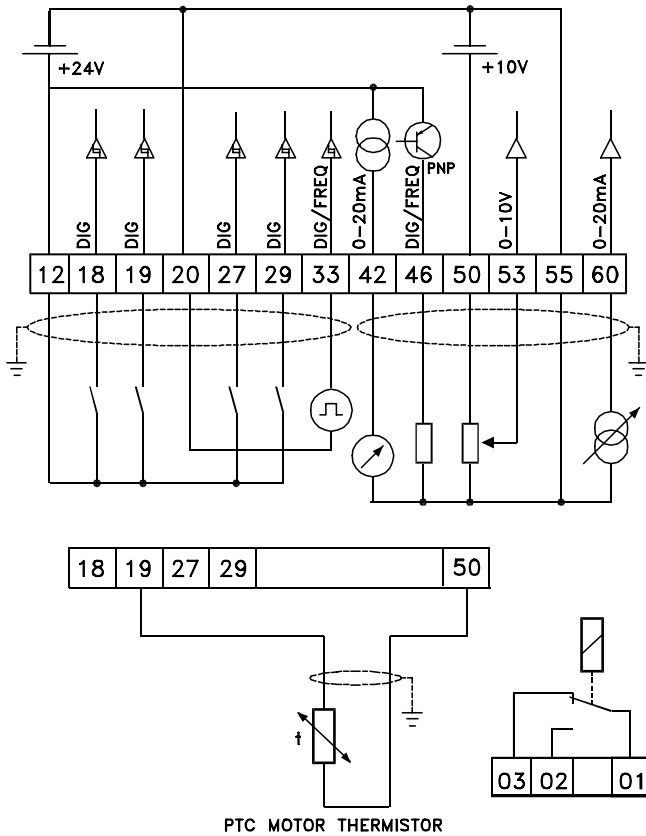 +24V
+10V
PNP
DIG
DIG
DIG
DIG
DIG/FREQ
0-20mA
DIG/FREQ
0-10V
0-20mA
12 18 19 20 27 29 33 42 46 50 53 55 60
18 19 27 29 50
t
03 02 01
PTC MOTOR THERMISTOR